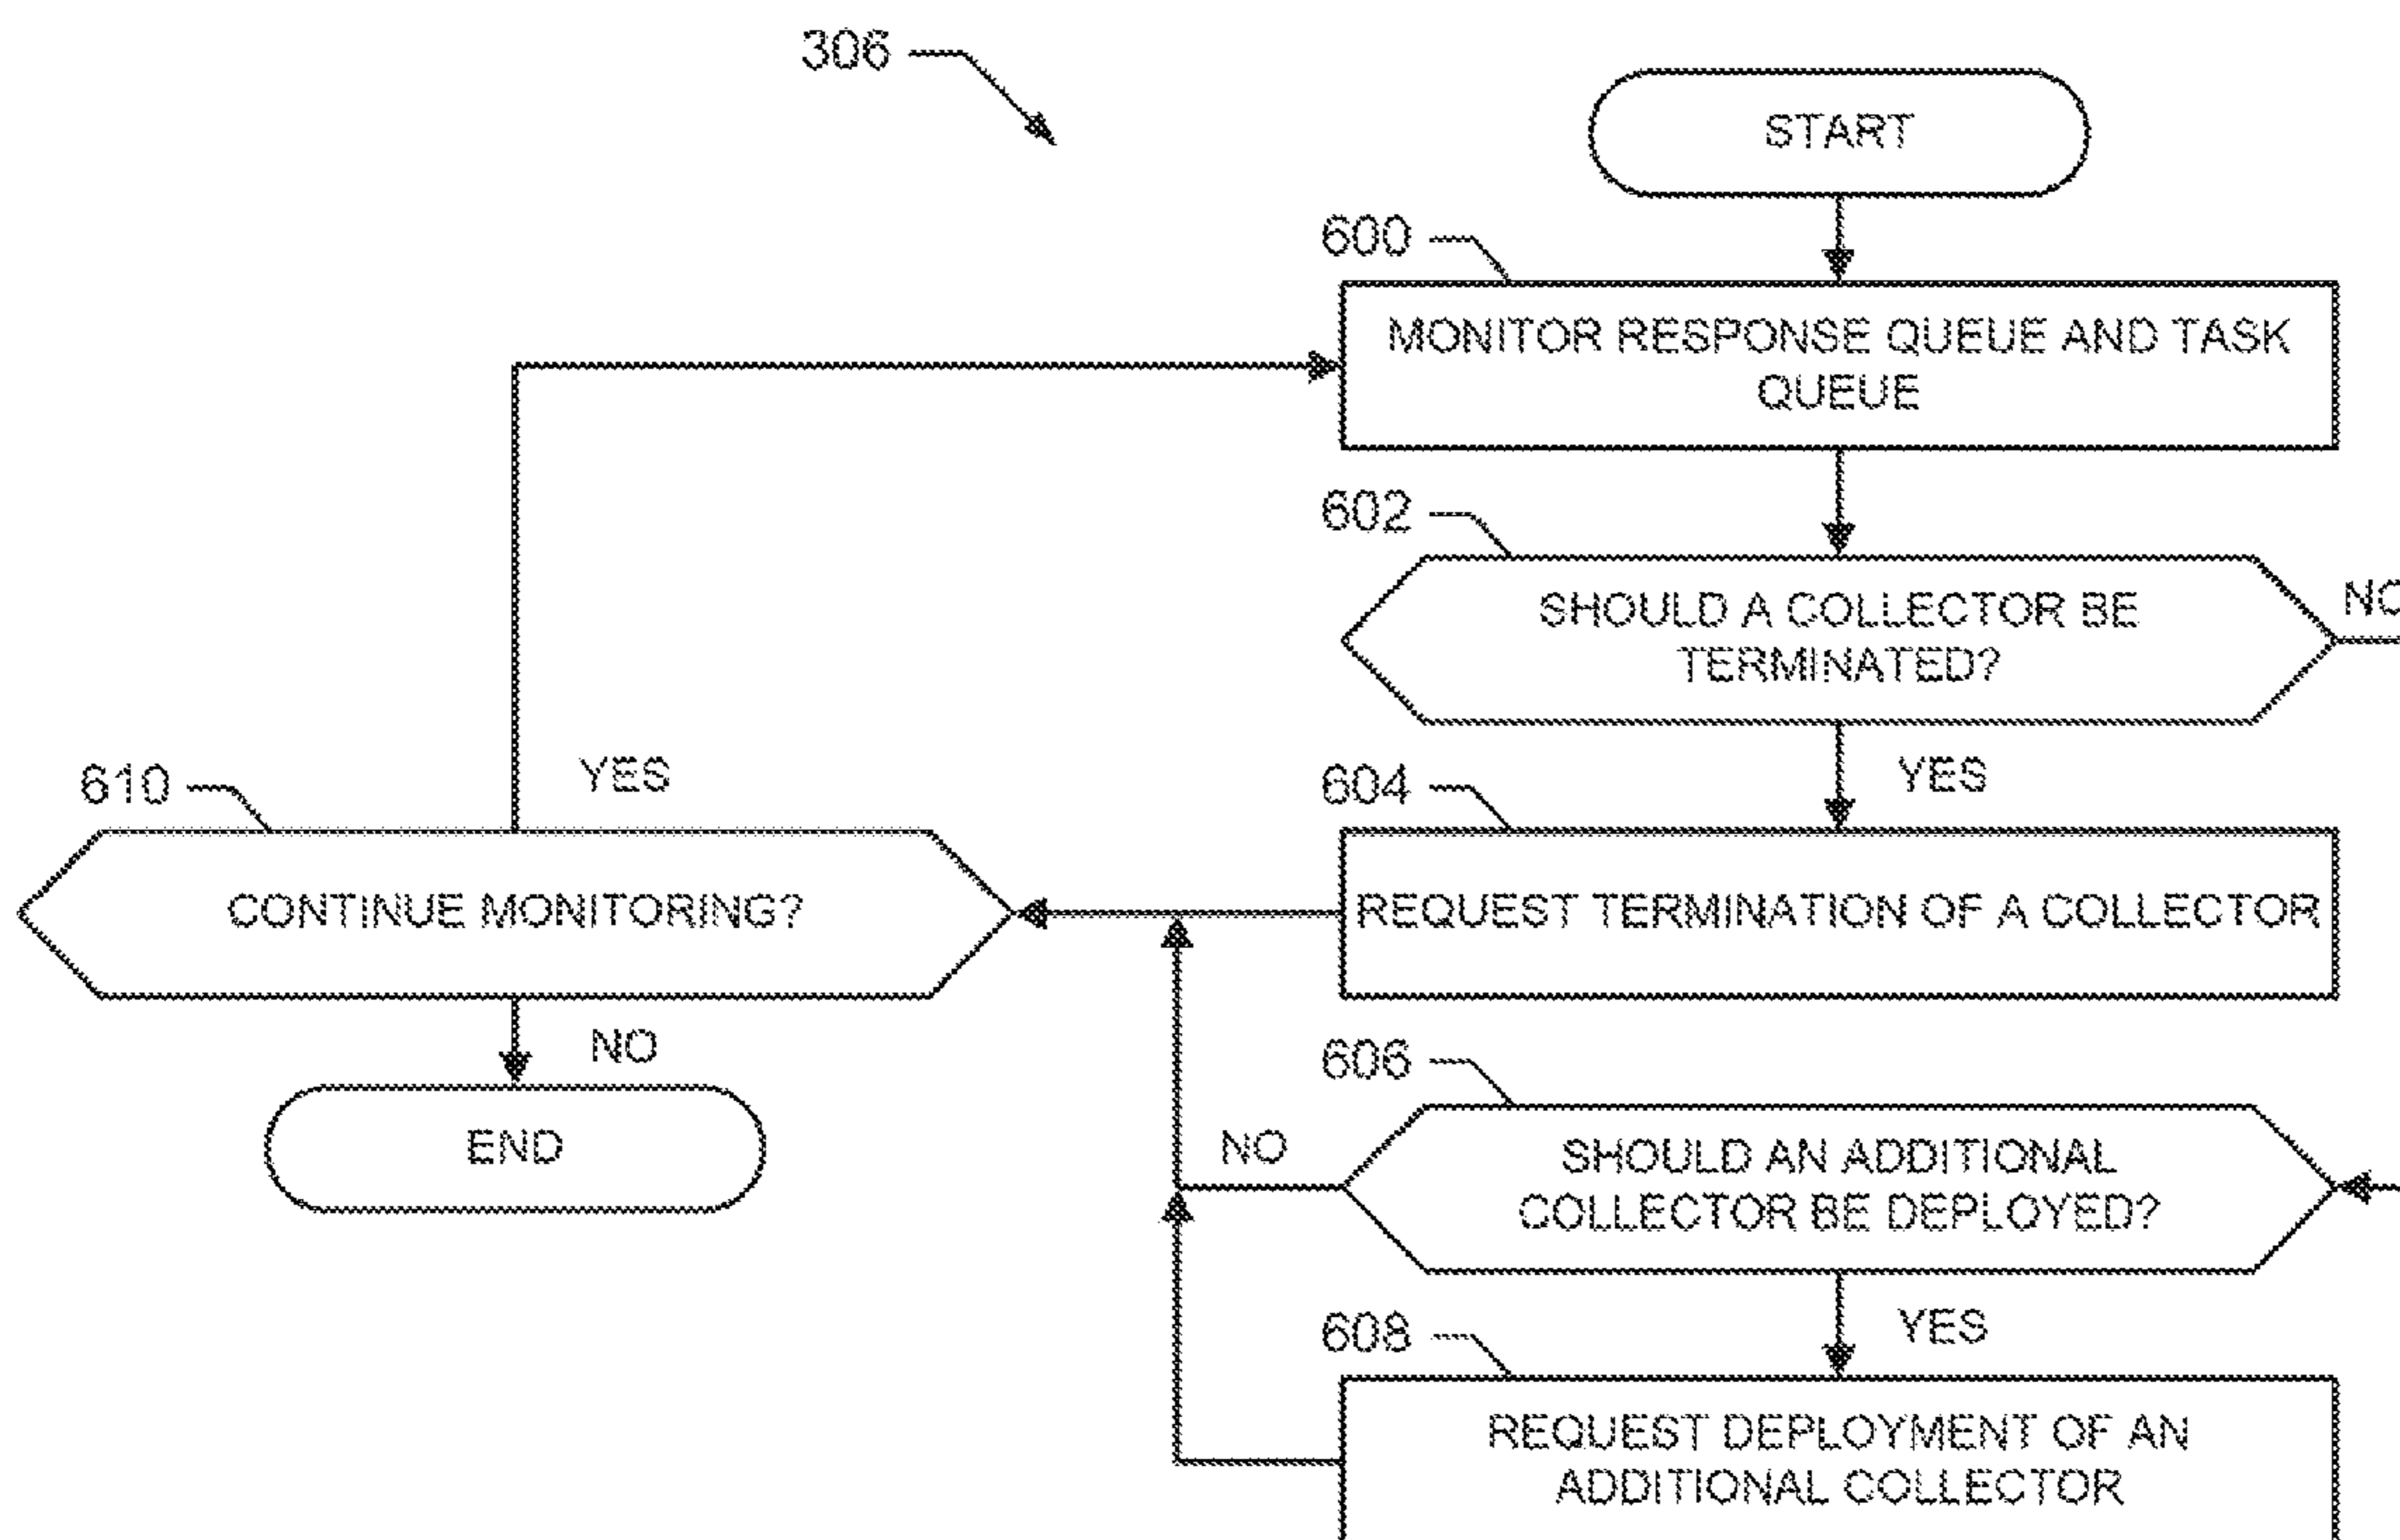 306
START
600
MONITOR RESPONSE QUEUE AND TASK
QUEUE
602
SHOULD A COLLECTOR BE
TERMINATED?
NO
YES
604
REQUEST TERMINATION OF A COLLECTOR
610
YES
CONTINUE MONITORING?
NO
END
606
SHOULD AN ADDITIONAL
COLLECTOR BE DEPLOYED?
NO
YES
608
REQUEST DEPLOYMENT OF AN
ADDITIONAL COLLECTOR